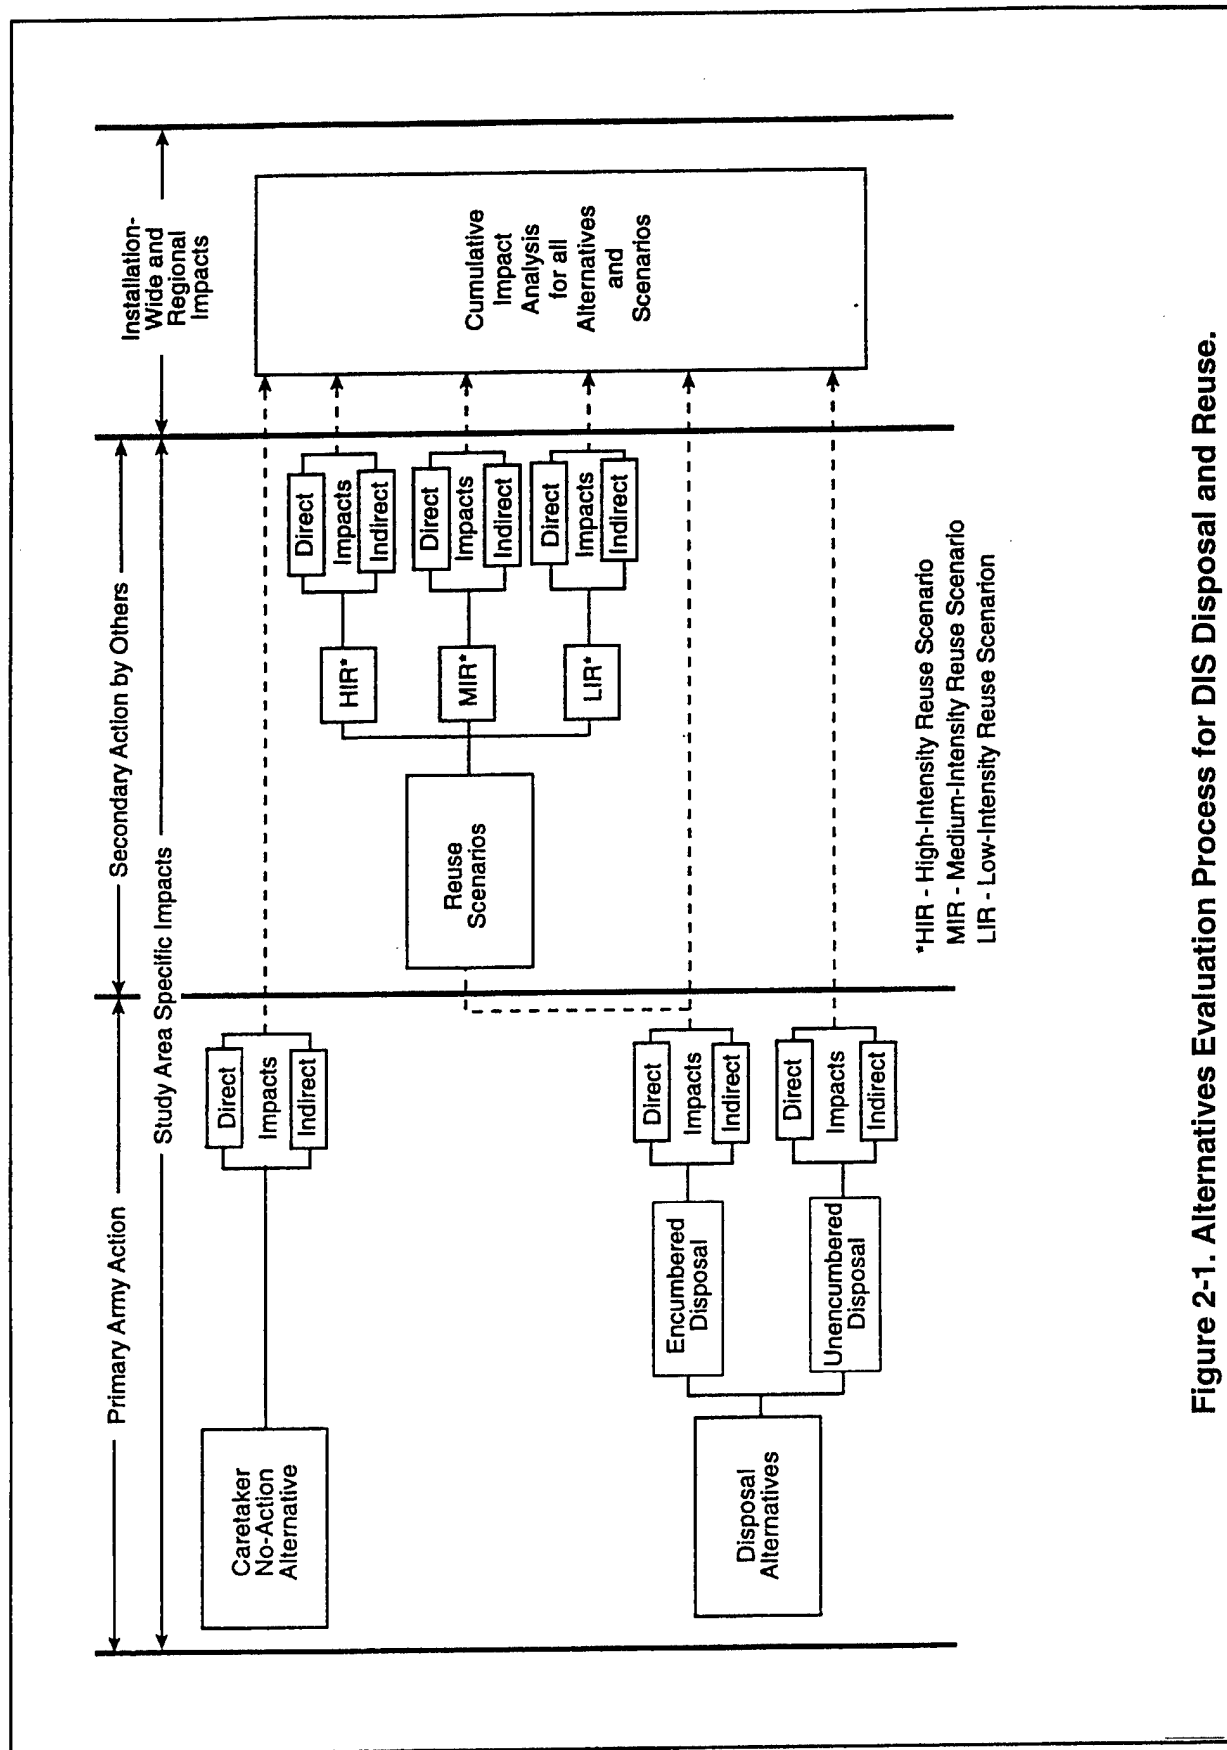 Primary Army Action
Secondary Action by Others
Installation-
Wide and
Regional
Impacts
Study Area Specific Impacts
Caretaker
No-Action
Alternative
Direct
Impacts
Indirect
Disposal
Alternatives
Encumbered
Disposal
Direct
Impacts
Indirect
Unencumbered
Disposal
Direct
Impacts
Indirect
Reuse
Scenarios
HIR*
Direct
Impacts
Indirect
MIR*
Direct
Impacts
Indirect
LIR*
Direct
Impacts
Indirect
Cumulative
Impact
Analysis
for all
Alternatives
and
Scenarios
*HIR - High-Intensity Reuse Scenario
MIR - Medium-Intensity Reuse Scenario
LIR - Low-Intensity Reuse Scenarion
Figure 2-1. Alternatives Evaluation Process for DIS Disposal and Reuse.